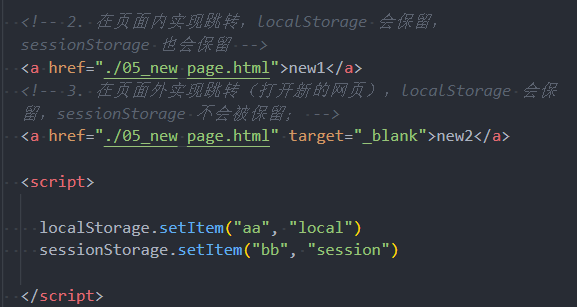 <!-- 2. 在页面内实现跳转，localStorage 会保留，
sessionStorage 也会保留 -->
<a href="./05_new page.html">new1</a>
<!-- 3. 在页面外实现跳转（打开新的网页），localStorage 会保
留，sessionStorage 不会被保留； -->
<a href="./05_new page.html" target="_blank">new2</a>
<script>
localStorage.setItem("aa", "local")
sessionStorage.setItem("bb", "session")
</script>